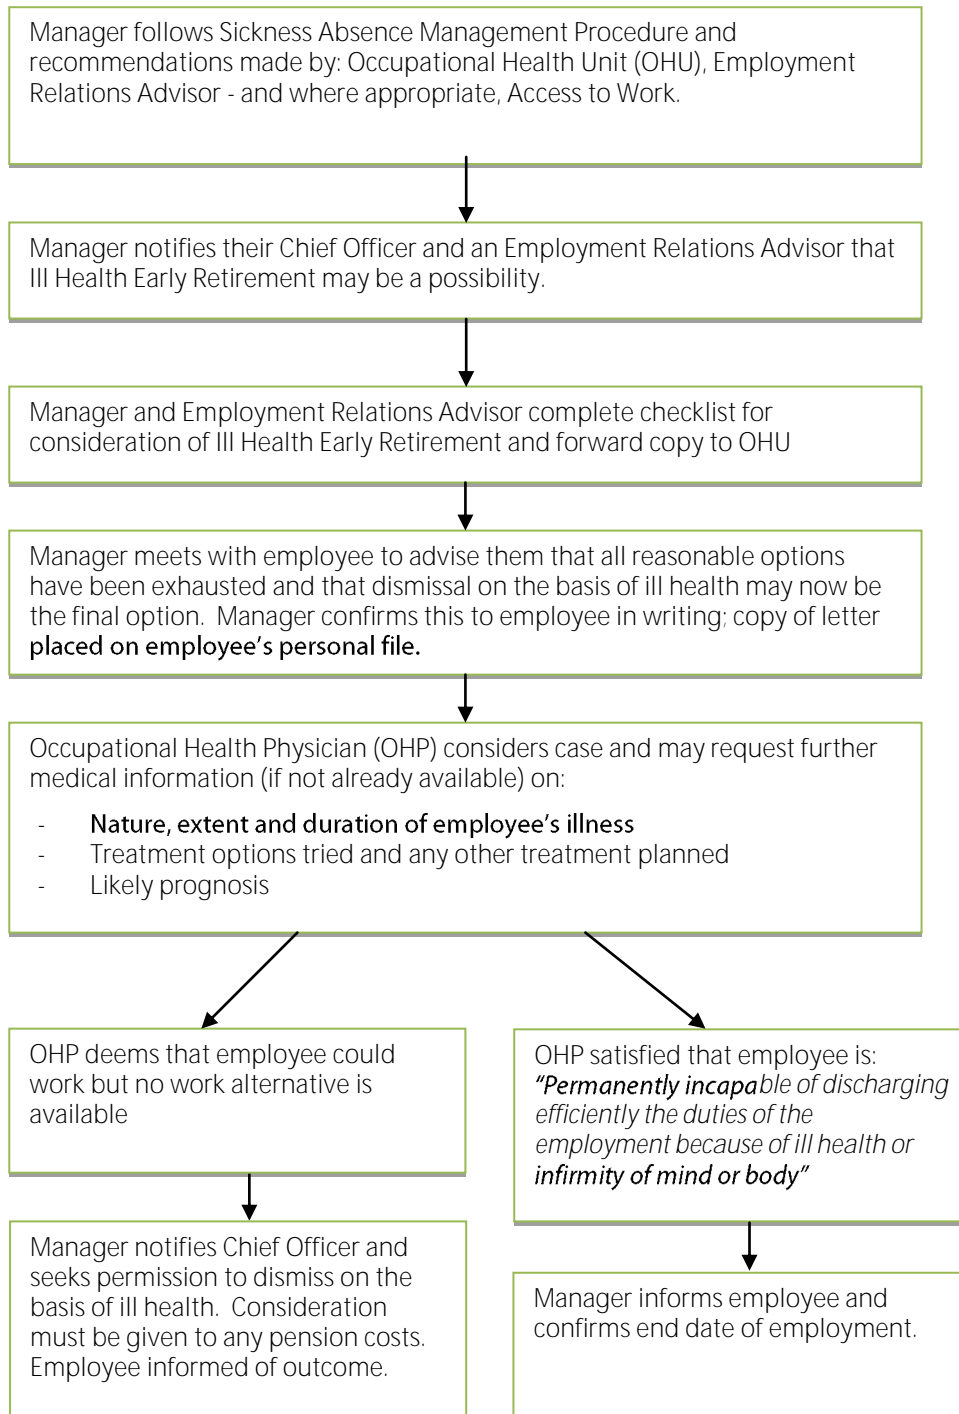 Manager follows Sickness Absence Management Procedure and
recommendations made by: Occupational Health Unit (OHU), Employment
Relations Advisor - and where appropriate, Access to Work.
Manager notifies their Chief Officer and an Employment Relations Advisor that
Ill Health Early Retirement may be a possibility.
Manager and Employment Relations Advisor complete checklist for
consideration of Ill Health Early Retirement and forward copy to OHU
Manager meets with employee to advise them that all reasonable options
have been exhausted and that dismissal on the basis of ill health may now be
the final option.  Manager confirms this to employee in writing; copy of letter
placed on employee’s personal file.
Occupational Health Physician (OHP) considers case and may request further
medical information (if not already available) on:
- Nature, extent and duration of employee’s illness
- Treatment options tried and any other treatment planned
- Likely prognosis
OHP deems that employee could
work but no work alternative is
available
Manager notifies Chief Officer and
seeks permission to dismiss on the
basis of ill health.  Consideration
must be given to any pension costs.
Employee informed of outcome.
OHP satisfied that employee is:
“Permanently incapable of discharging
efficiently the duties of the
employment because of ill health or
infirmity of mind or body”
Manager informs employee and
confirms end date of employment.